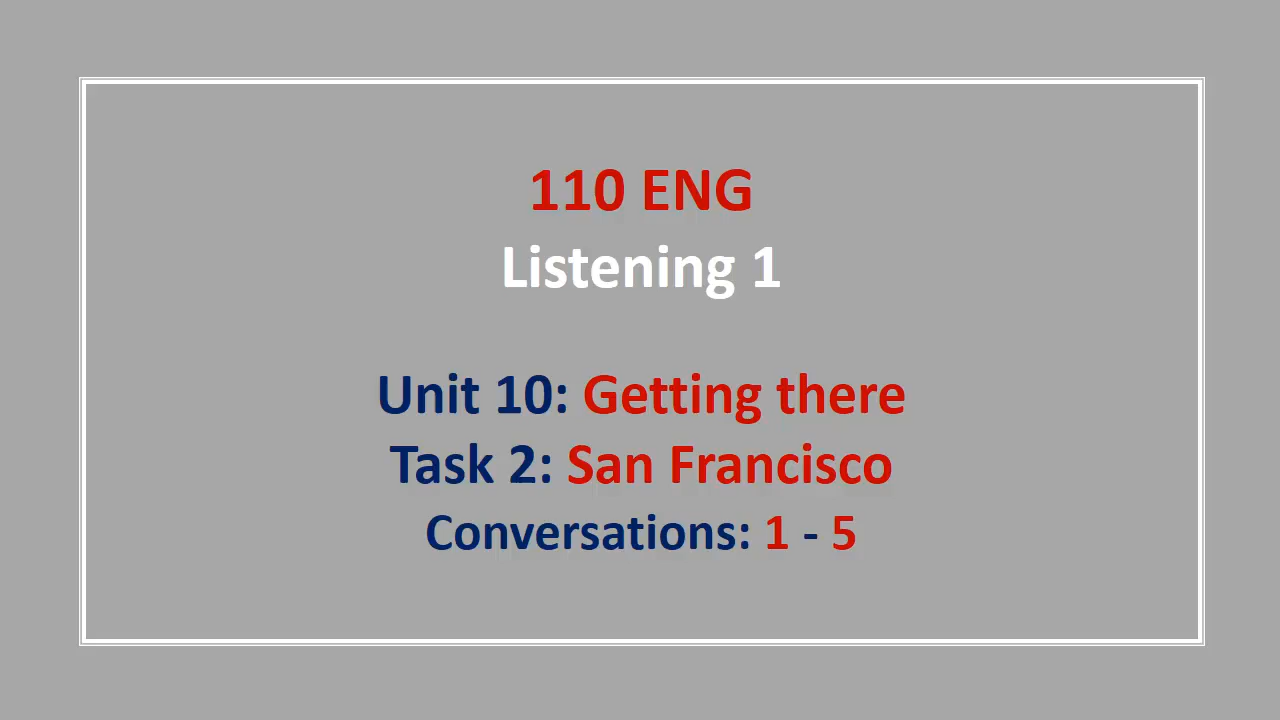 110 ENG
Listening 1
Unit 10: Getting there
Task 2: San Francisco
Conversations: 1 - 5